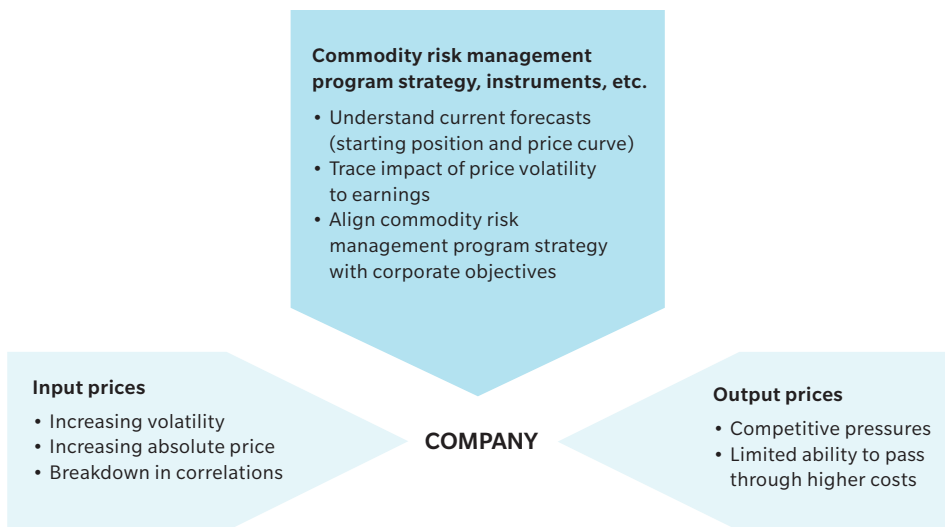 Commodity risk management
program strategy, instruments, etc.
• Understand current forecasts
(starting position and price curve)
• Trace impact of price volatility
to earnings
• Align commodity risk
management program strategy
with corporate objectives
Input prices
• Increasing volatility
• Increasing absolute price
• Breakdown in correlations
COMPANY
Output prices
• Competitive pressures
• Limited ability to pass
through higher costs